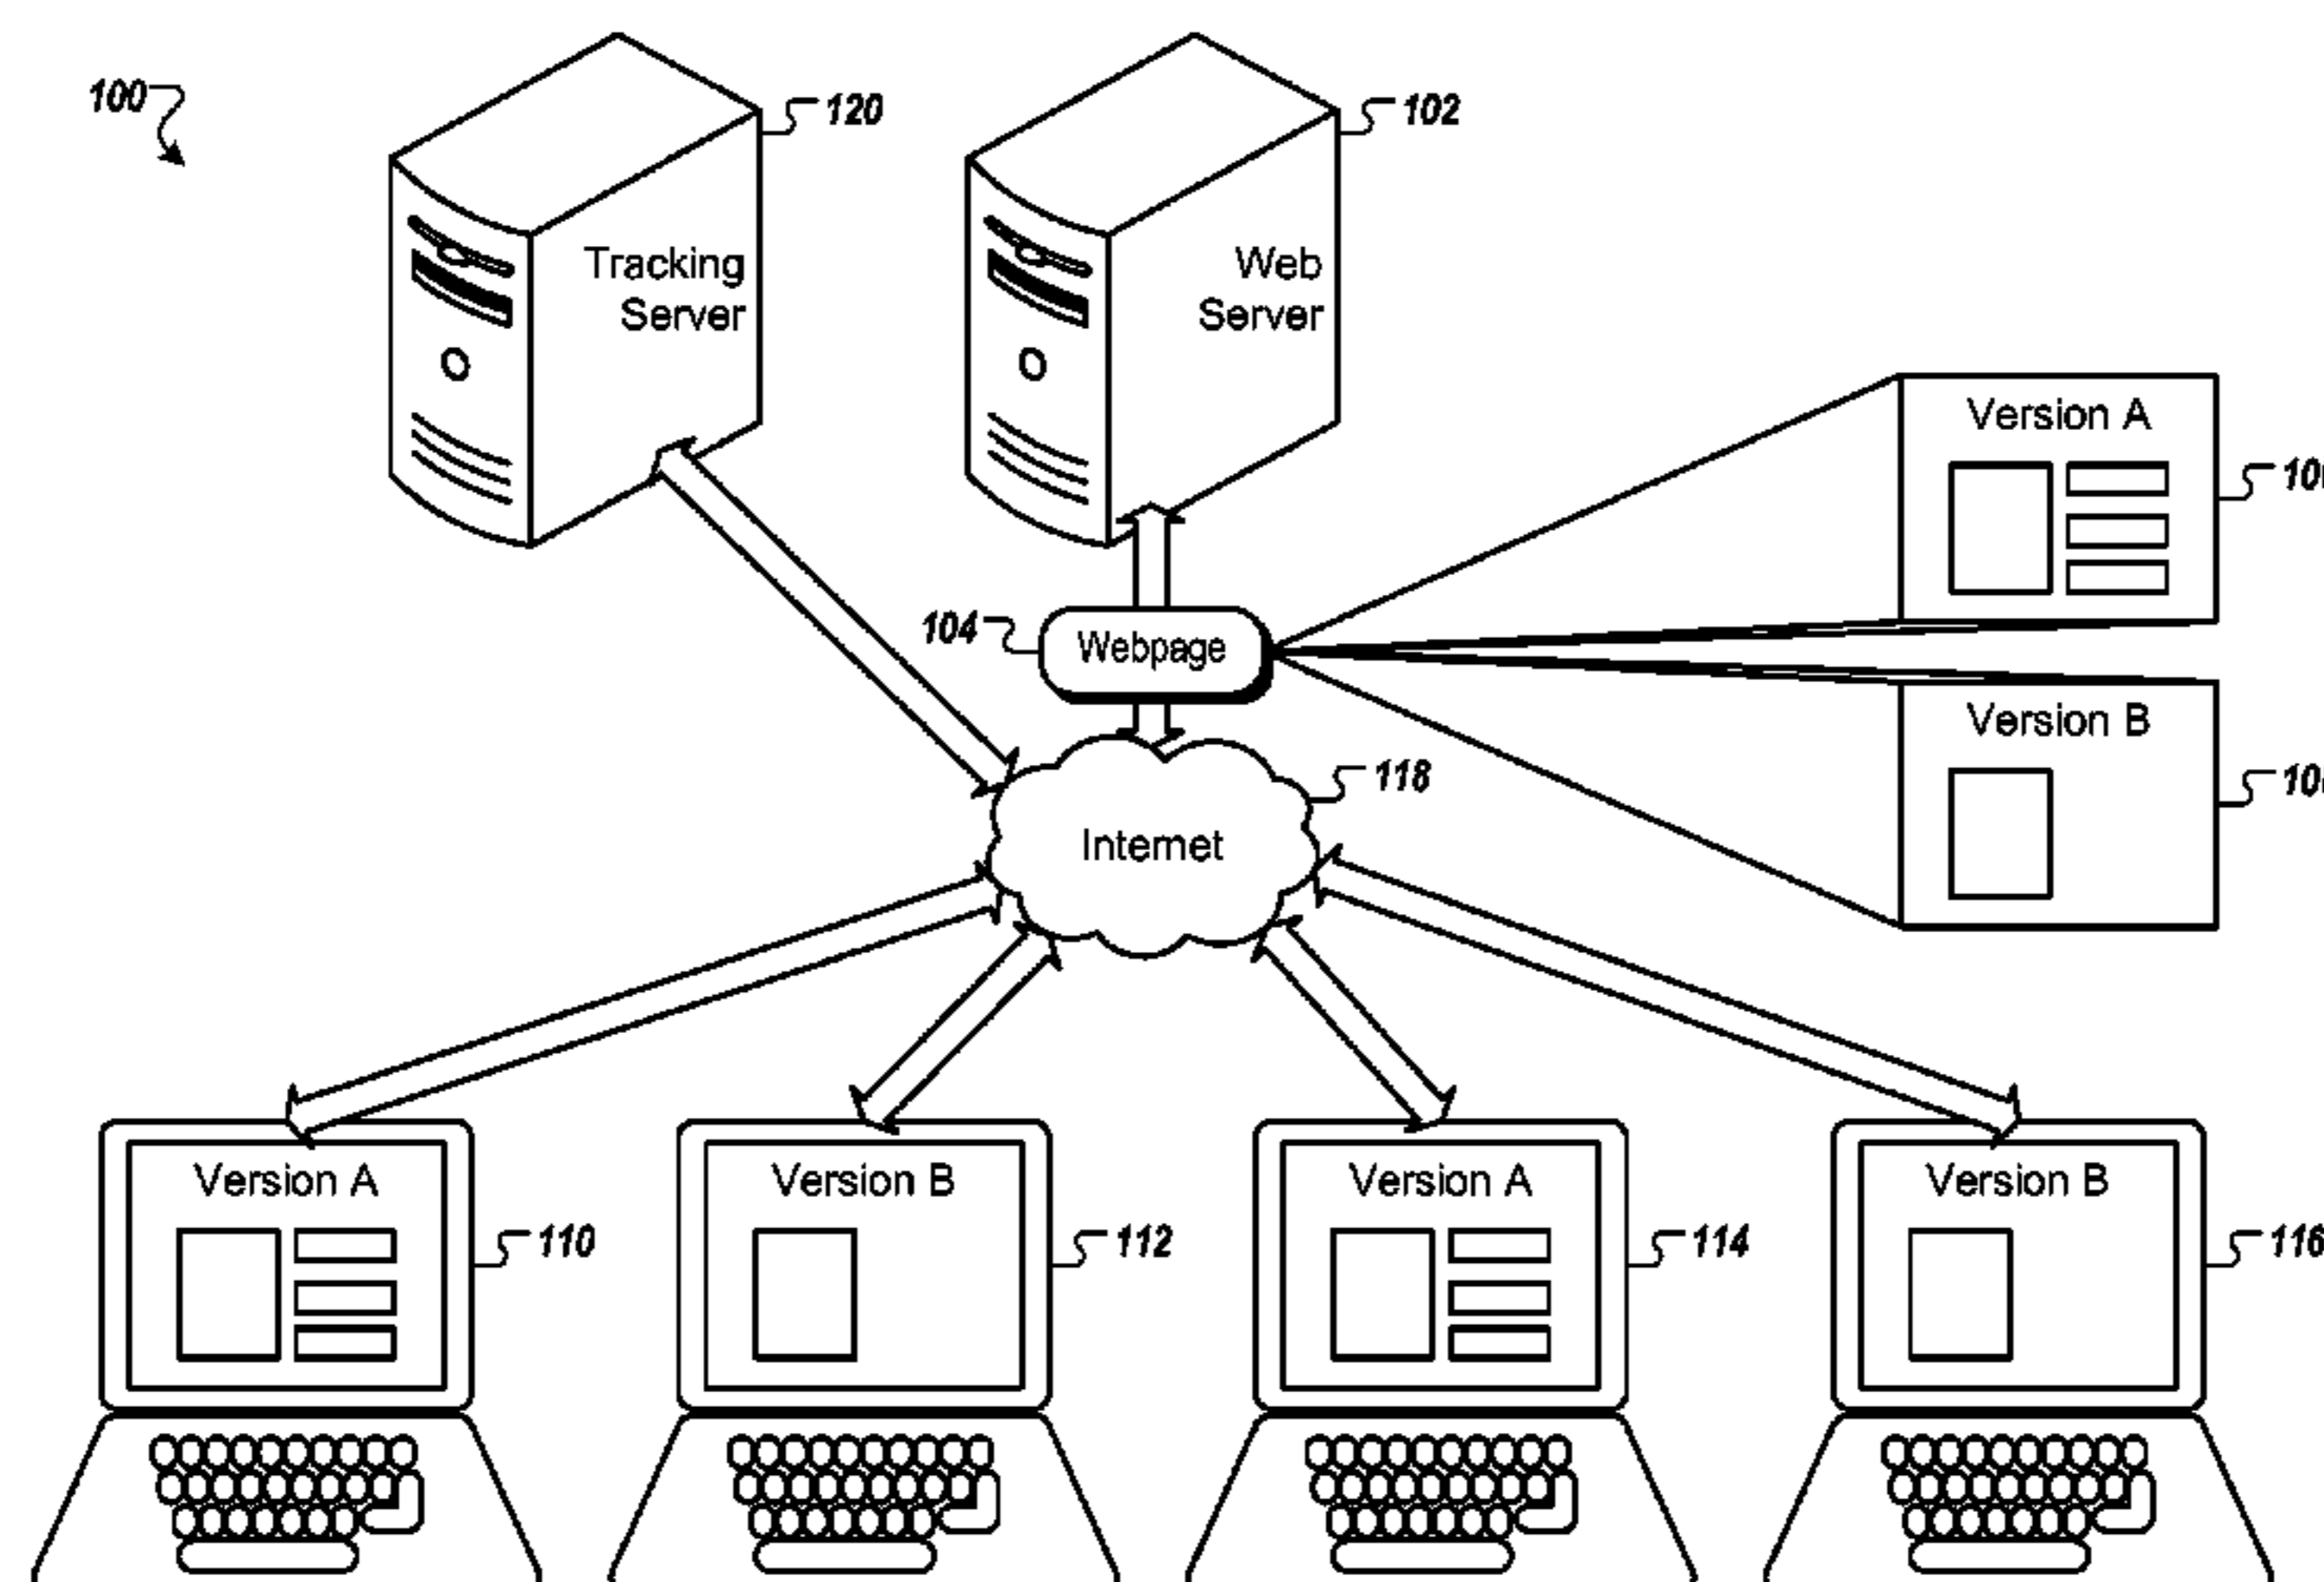 100
120
102
Tracking
Server
Web
Server
Version A
104
Webpage
Version B
118
Internet
Version A
110
Version B
112
Version A
114
Version B
116